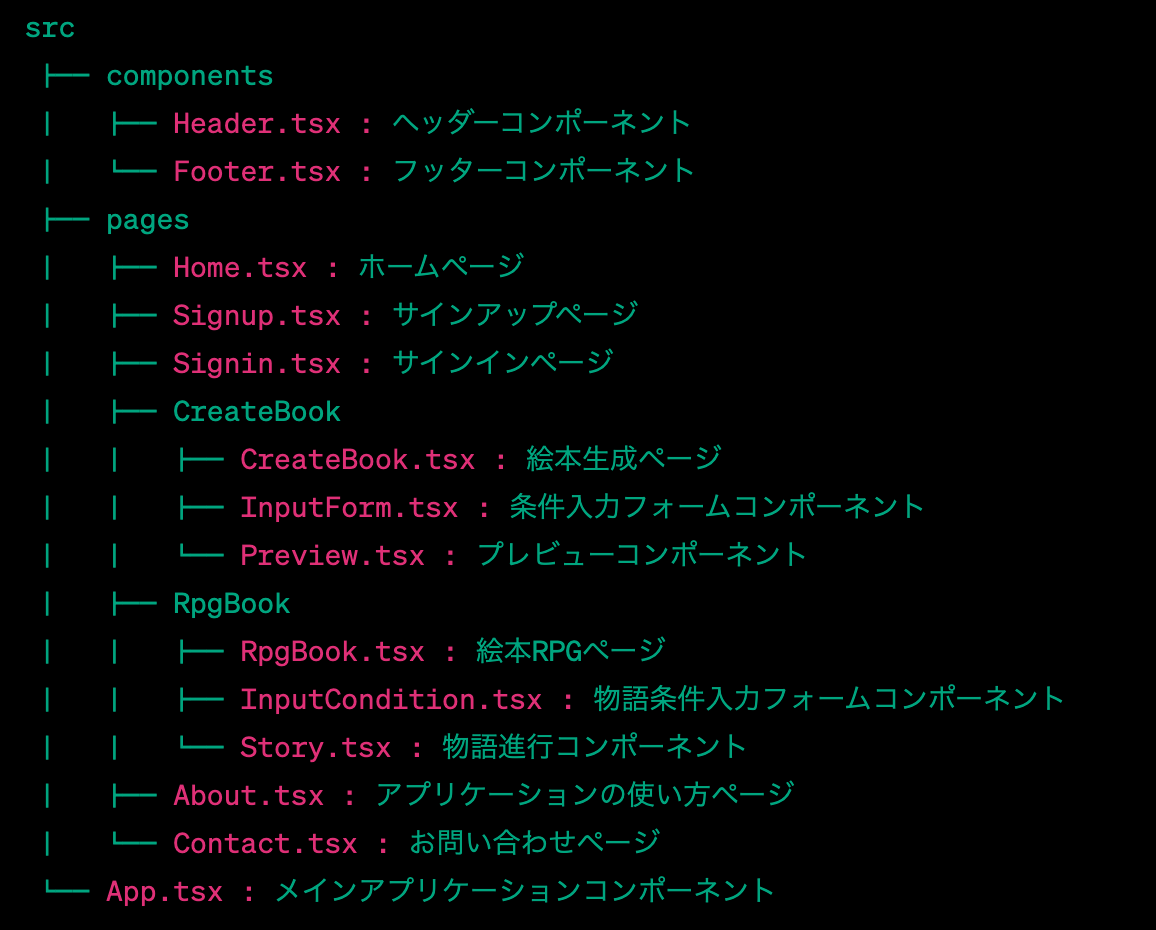 src
├── components
│   ├── Header.tsx : ヘッダーコンポーネント
│   └── Footer.tsx : フッターコンポーネント
├── pages
│   ├── Home.tsx : ホームページ
│   ├── Signup.tsx : サインアップページ
│   ├── Signin.tsx : サインインページ
│   ├── CreateBook
│   │   ├── CreateBook.tsx : 絵本生成ページ
│   │   ├── InputForm.tsx : 条件入力フォームコンポーネント
│   │   └── Preview.tsx : プレビューコンポーネント
│   ├── RpgBook
│   │   ├── RpgBook.tsx : 絵本RPGページ
│   │   ├── InputCondition.tsx : 物語条件入力フォームコンポーネント
│   │   └── Story.tsx : 物語進行コンポーネント
│   ├── About.tsx : アプリケーションの使い方ページ
│   └── Contact.tsx : お問い合わせページ
└── App.tsx : メインアプリケーションコンポーネント